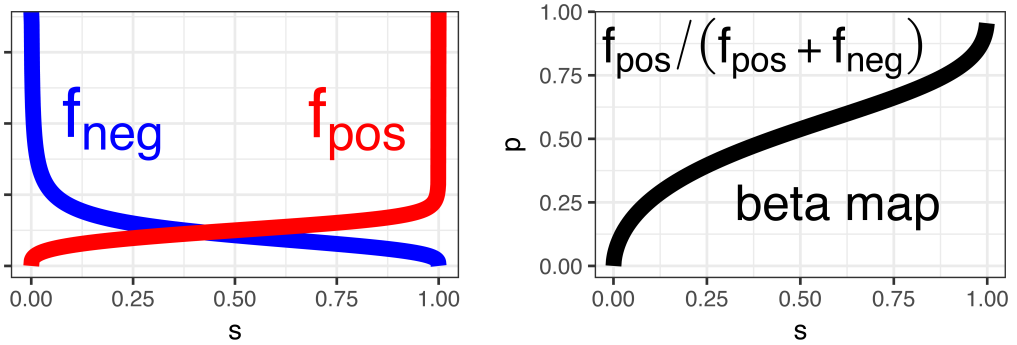 f_neg
f_pos
0.00 0.25 0.50 0.75 1.00
s
f_pos/(f_pos + f_neg)
beta map
p
1.00
0.75
0.50
0.25
0.00
0.00 0.25 0.50 0.75 1.00
s